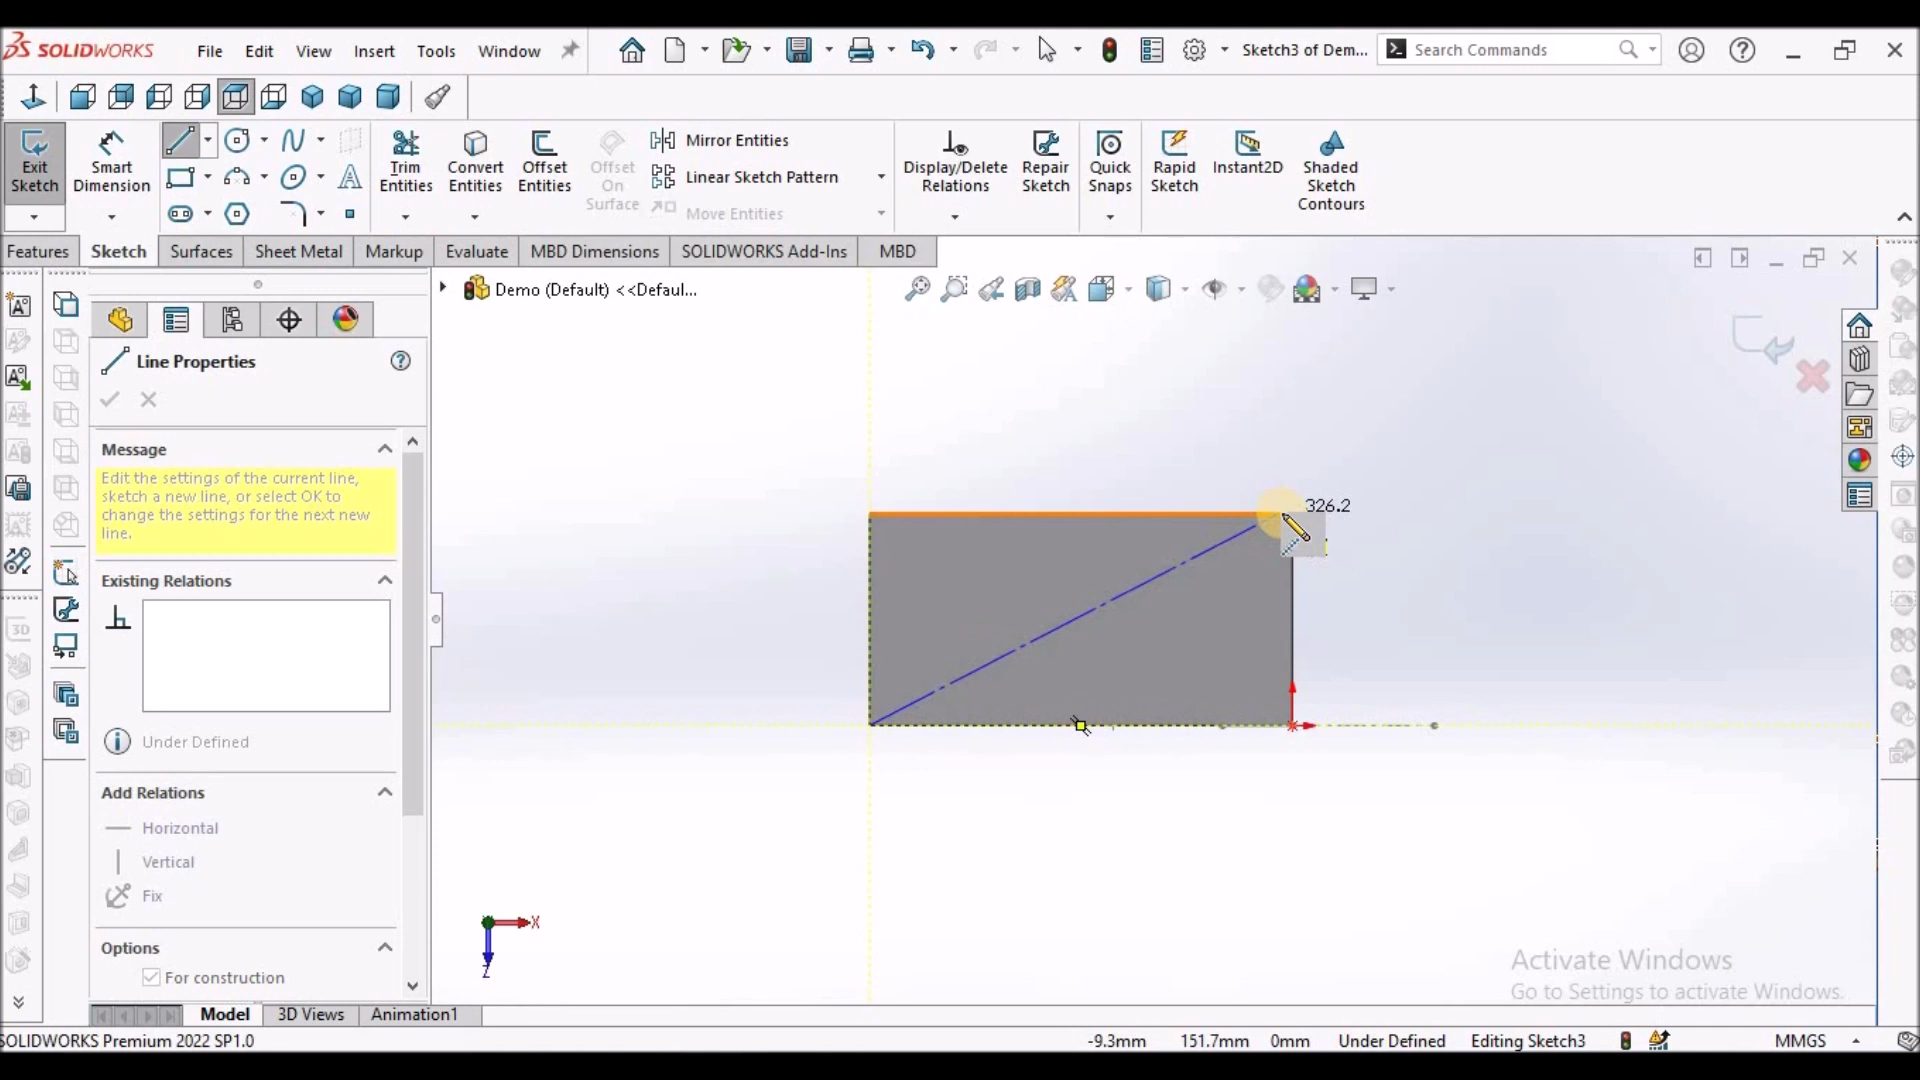 SOLIDWORKS
File Edit View Insert Tools Window
Sketch3 of Dem...
Search Commands
Exit Sketch
Smart Dimension
Trim Entities
Convert Entities
Offset Entities
Offset On Surface
Mirror Entities
Linear Sketch Pattern
Move Entities
Display/Delete Relations
Repair Sketch
Quick Snaps
Rapid Sketch
Instant2D
Shaded Sketch Contours
Features Sketch Surfaces Sheet Metal Markup Evaluate MBD Dimensions SOLIDWORKS Add-Ins MBD
Demo (Default) <<Defaul...
Line Properties
Message
Edit the settings of the current line,
sketch a new line, or select OK to
change the settings for the next new
line.
Existing Relations
Under Defined
Add Relations
Horizontal
Vertical
Fix
Options
For construction
326.2
X
Z
3D
Activate Windows
Go to Settings to activate Windows.
Model 3D Views Animation1
SOLIDWORKS Premium 2022 SP1.0
-9.3mm 151.7mm 0mm Under Defined Editing Sketch3 MMGS